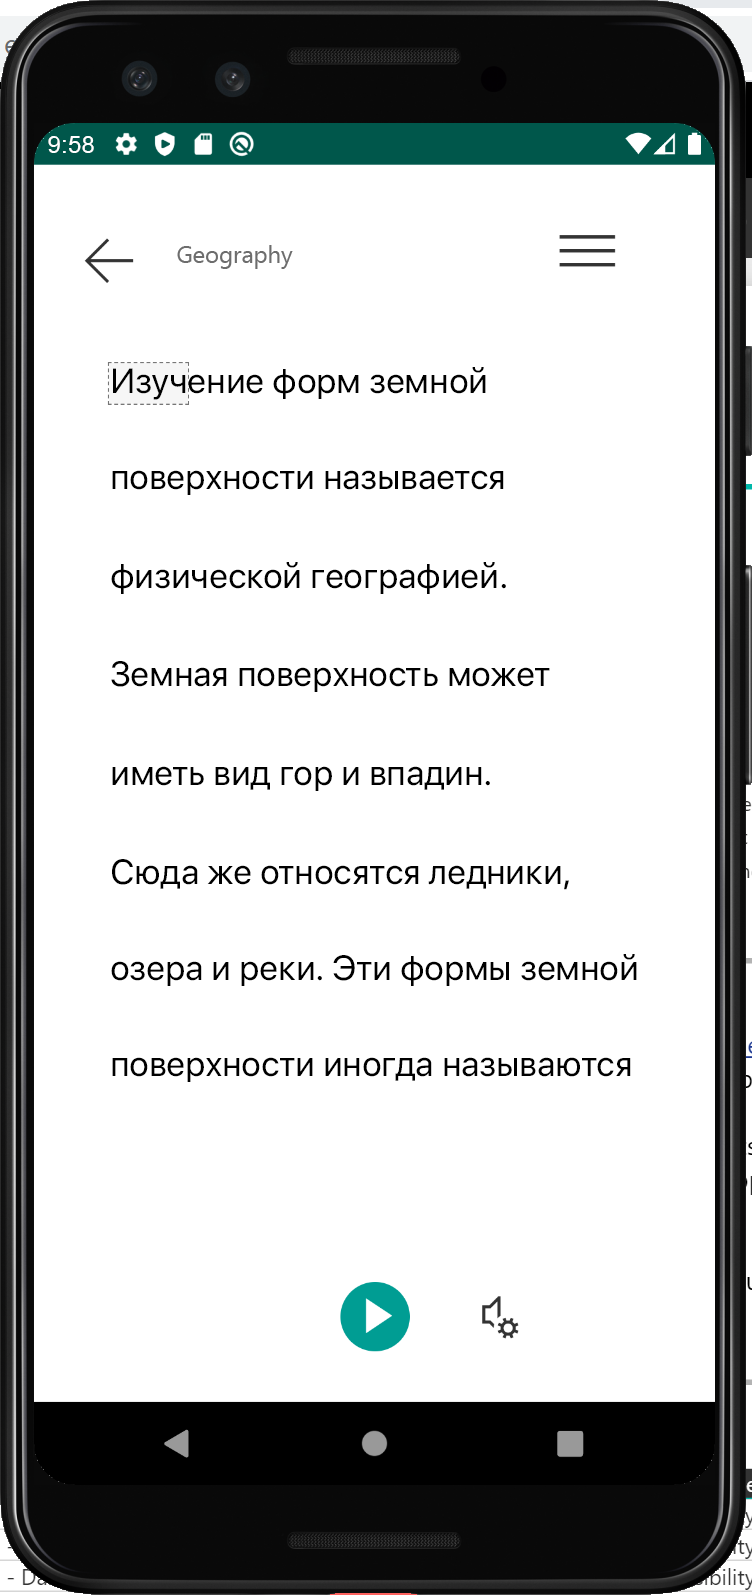 9:58
Geography
Изучение форм земной
поверхности называется
физической географией.
Земная поверхность может
иметь вид гор и впадин.
Сюда же относятся ледники,
озера и реки. Эти формы земной
поверхности иногда называются